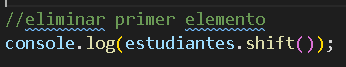 //eliminar primer elemento
console.log(estudiantes.shift());